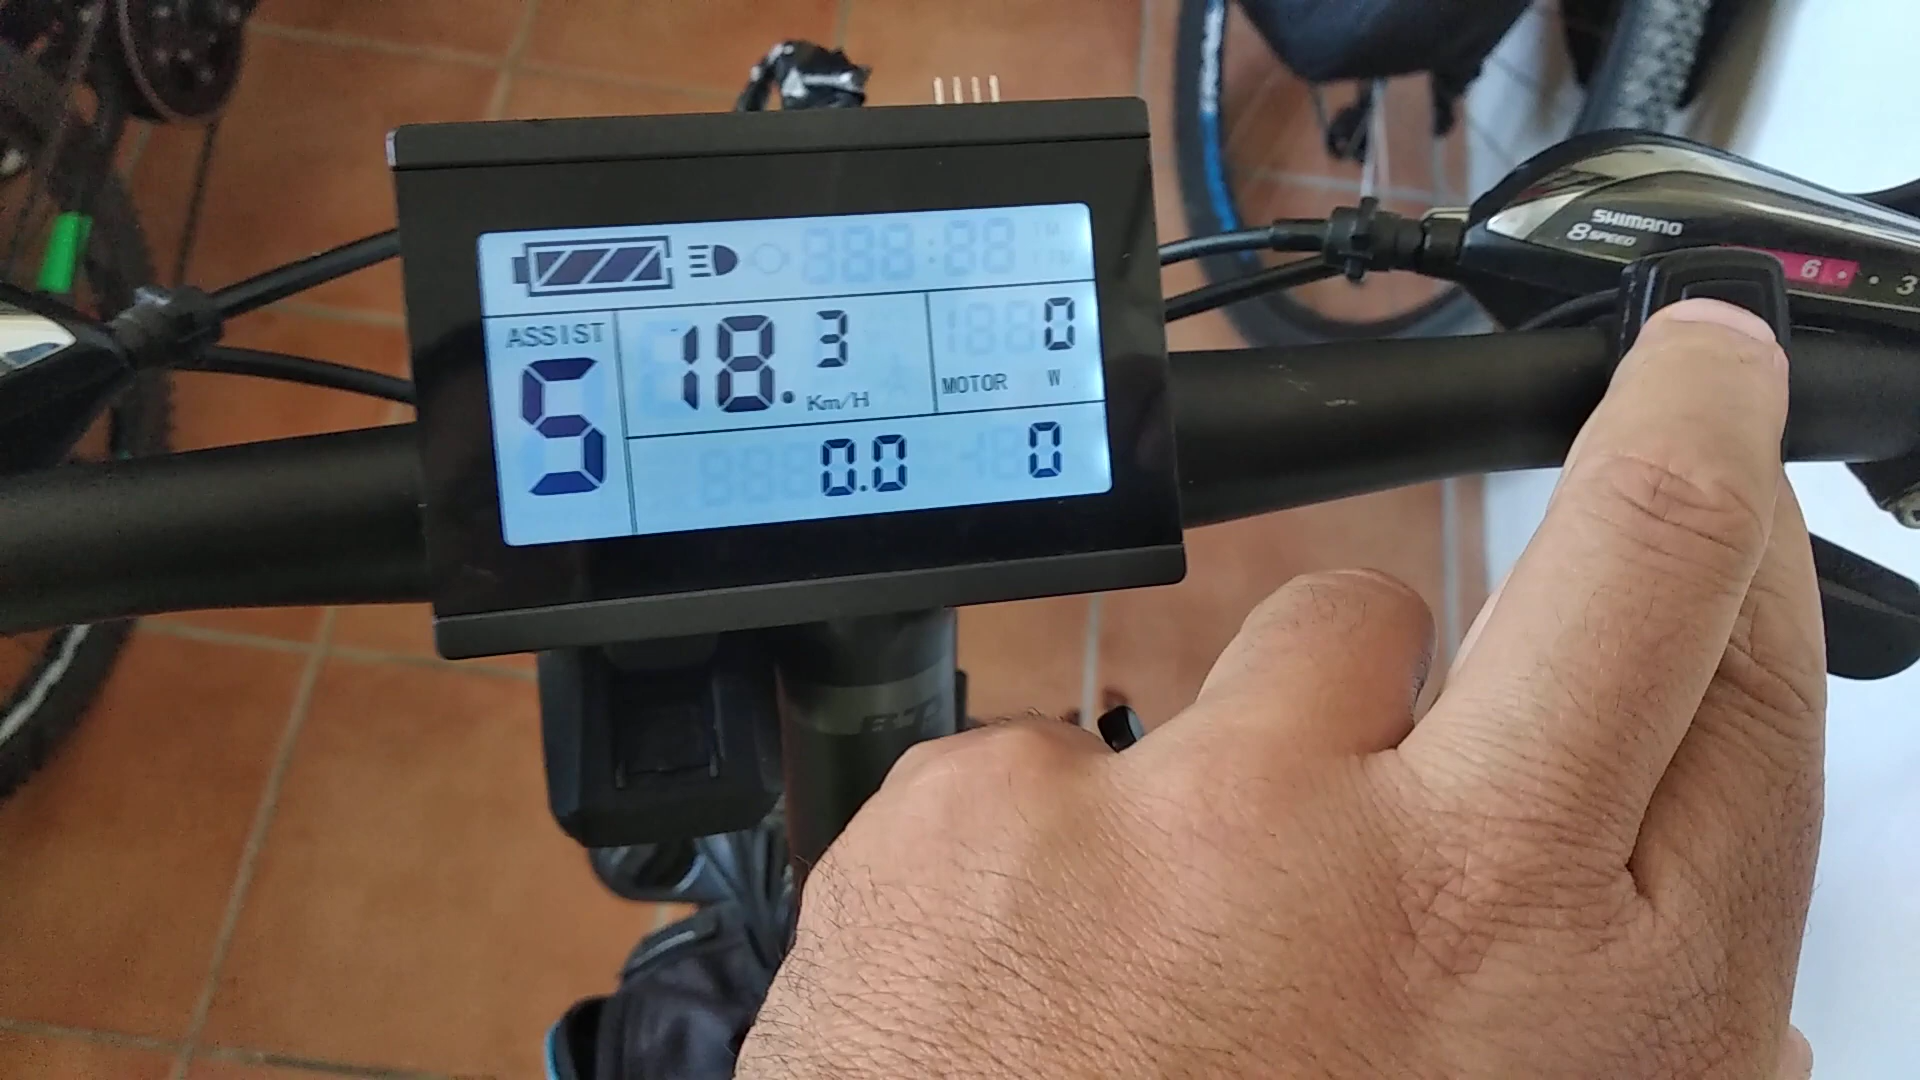 SHIMANO
8 SPEED
6 . . 3
ASSIST
5
18.3
Km/H
0
MOTOR W
0.0
0